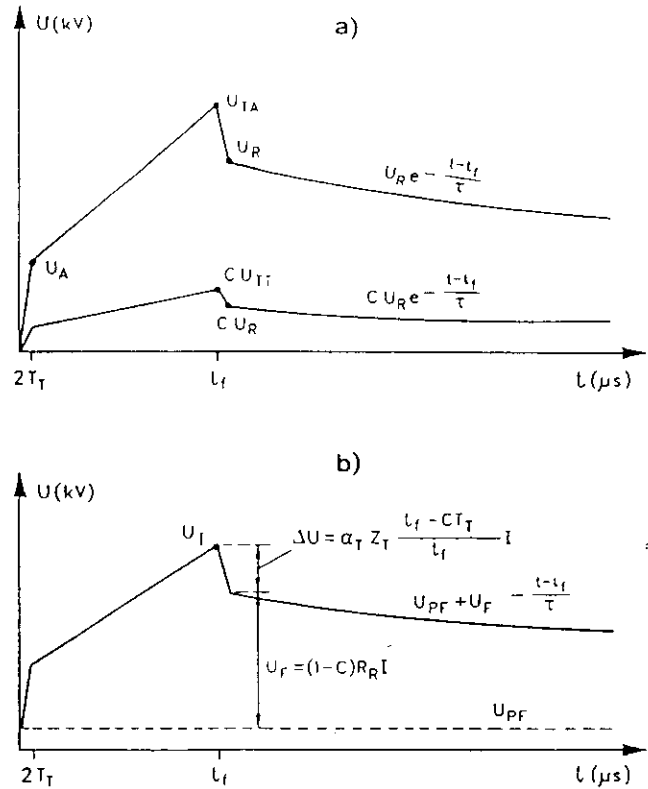 a)
U (kV)
U_TA
U_R
U_R e - (t-t_f)/τ
U_A
C U_TT
C U_R e - (t-t_f)/τ
C U_R
2T_T
t_f
t (μs)
b)
U (kV)
U_T
ΔU = α_T Z_T (t_f - CT_T)/t_f I
U_PF + U_F - (t-t_f)/τ
U_F = (1-C) R_R I
U_PF
2T_T
t_f
t (μs)